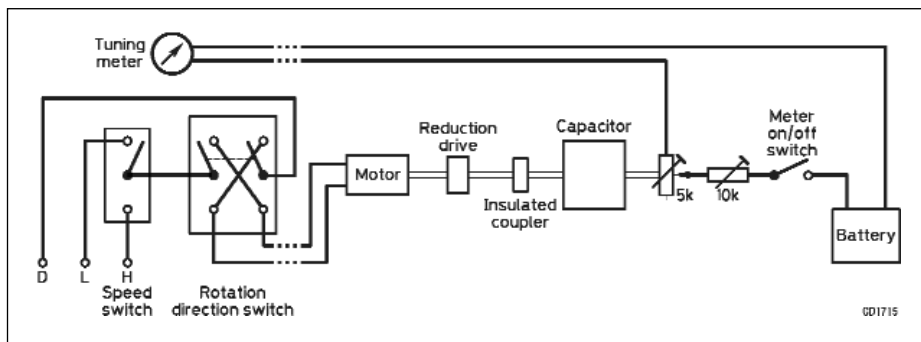 Tuning
meter
Reduction
drive
Capacitor
Meter
on/off
switch
Motor
Insulated
coupler
5k
10k
Battery
D
L
H
Speed
switch
Rotation
direction switch
GD1715